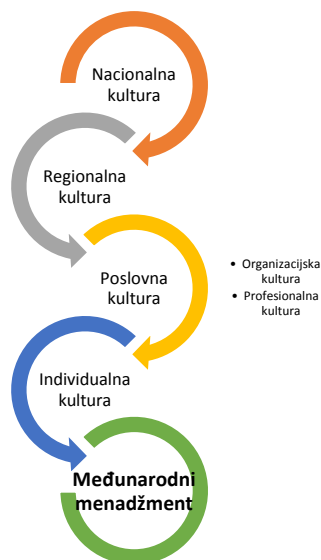 Nacionalna
kultura
Regionalna
kultura
Poslovna
kultura
• Organizacijska
kultura
• Profesionalna
kultura
Individualna
kultura
Međunarodni
menadžment